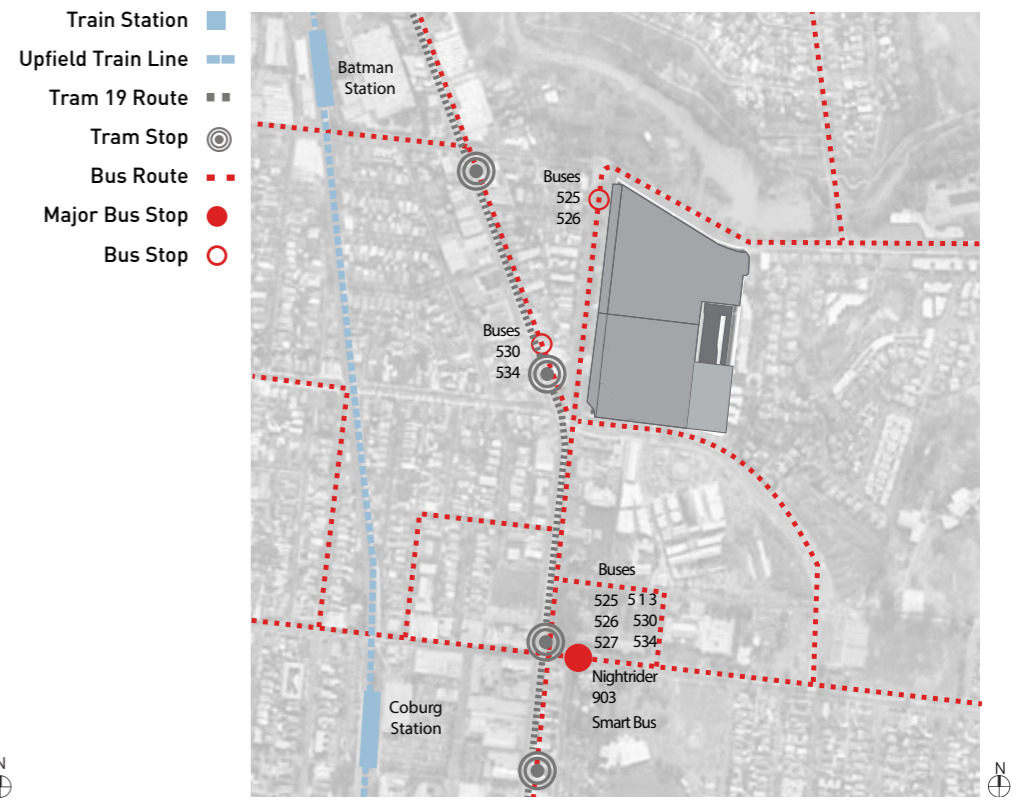 Train Station
Upfield Train Line
Tram 19 Route
Tram Stop
Bus Route
Major Bus Stop
Bus Stop
Batman
Station
Buses
525
526
Buses
530
534
Buses
525 513
526 530
527 534
Nightrider
903
Smart Bus
Coburg
Station
N
N